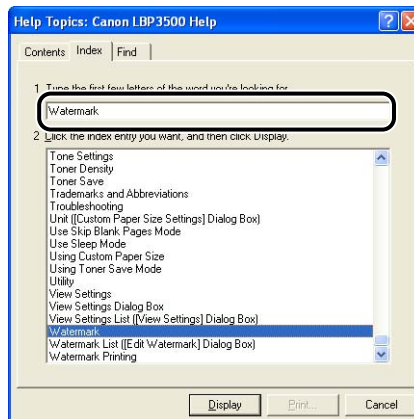 Help Topics: Canon LBP3500 Help
Contents Index Find
1 Type the first few letters of the word you're looking for.
Watermark
2 Click the index entry you want, and then click Display.
Tone Settings
Toner Density
Toner Save
Trademarks and Abbreviations
Troubleshooting
Unit ([Custom Paper Size Settings] Dialog Box)
Use Skip Blank Pages Mode
Use Sleep Mode
Using Custom Paper Size
Using Toner Save Mode
Utility
View Settings
View Settings Dialog Box
View Settings List ([View Settings] Dialog Box)
Watermark
Watermark List ([Edit Watermark] Dialog Box)
Watermark Printing
Display Print... Cancel